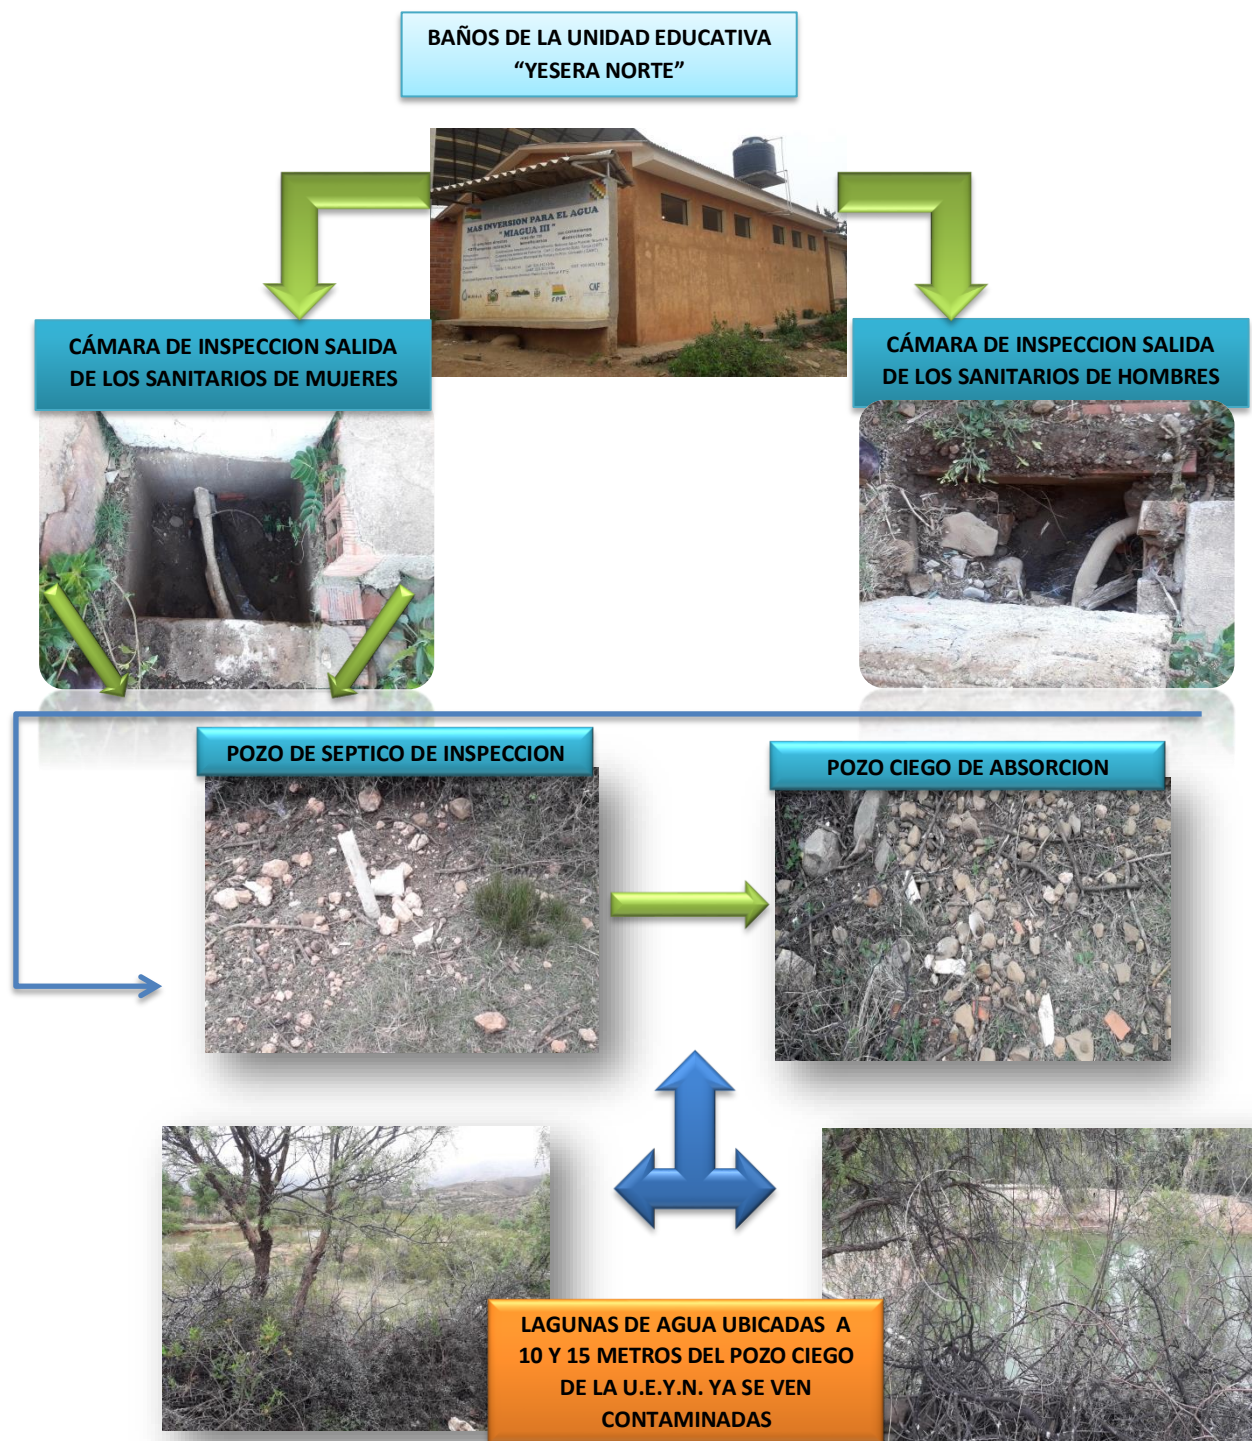 BAÑOS DE LA UNIDAD EDUCATIVA
“YESERA NORTE”
MAS INVERSION PARA EL AGUA
"MIAGUA III"
FPS
CAF
CÁMARA DE INSPECCION SALIDA
DE LOS SANITARIOS DE MUJERES
CÁMARA DE INSPECCION SALIDA
DE LOS SANITARIOS DE HOMBRES
POZO DE SEPTICO DE INSPECCION
POZO CIEGO DE ABSORCION
LAGUNAS DE AGUA UBICADAS A
10 Y 15 METROS DEL POZO CIEGO
DE LA U.E.Y.N. YA SE VEN
CONTAMINADAS